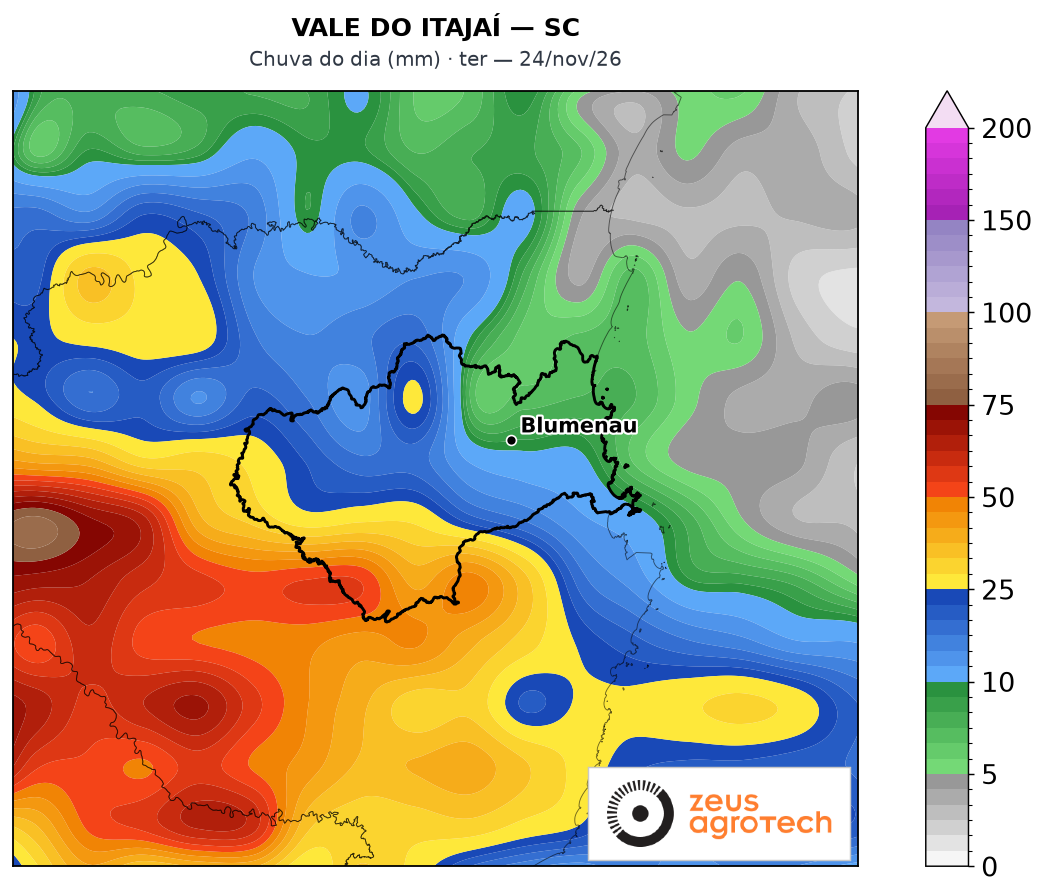 VALE DO ITAJAÍ — SC
Chuva do dia (mm) · ter — 24/nov/26
200
150
100
75
50
25
10
5
0
Blumenau
zeus
agrotech